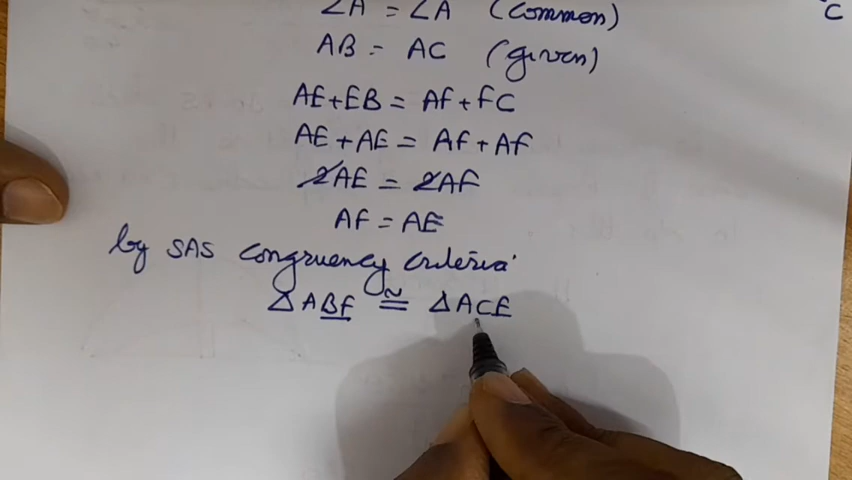 C
∠A = ∠A (Common)
AB = AC (given)
AE+EB = AF+FC
AE+AE = AF+AF
2AE = 2AF
AF = AE
by SAS Congruency Criteria
ΔABF ≅ ΔACE